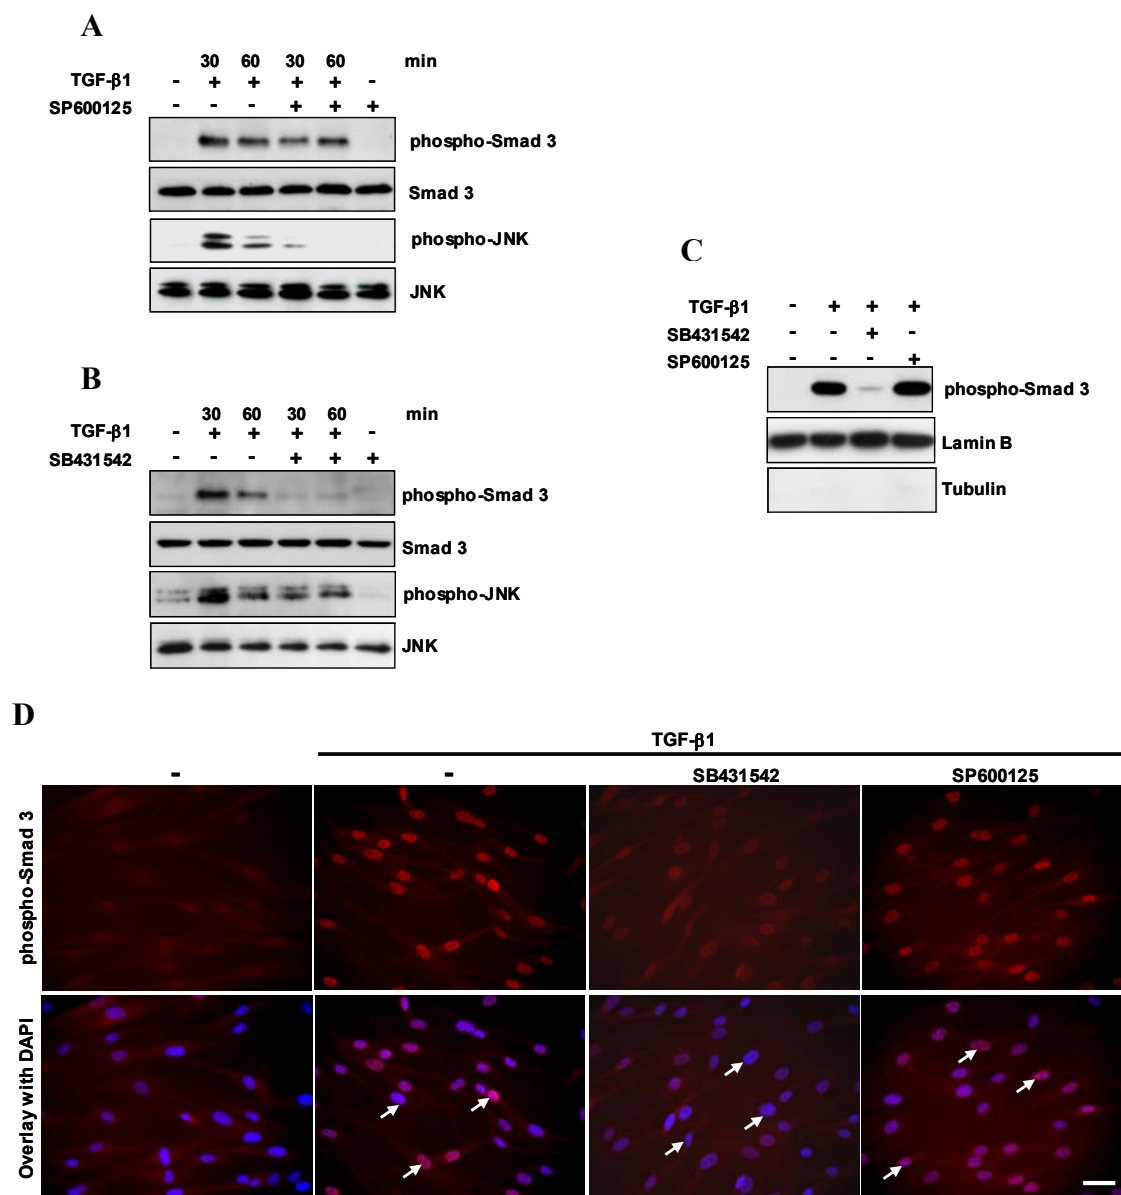 A
30 60 30 60 min
TGF-β1 - + + + + -
SP600125 - - - + + +
phospho-Smad 3
Smad 3
phospho-JNK
JNK
B
30 60 30 60 min
TGF-β1 - + + + + -
SB431542 - - - + + +
phospho-Smad 3
Smad 3
phospho-JNK
JNK
C
TGF-β1 - + + +
SB431542 - - + -
SP600125 - - - +
phospho-Smad 3
Lamin B
Tubulin
D
TGF-β1
- - SB431542 SP600125
phospho-Smad 3
Overlay with DAPI